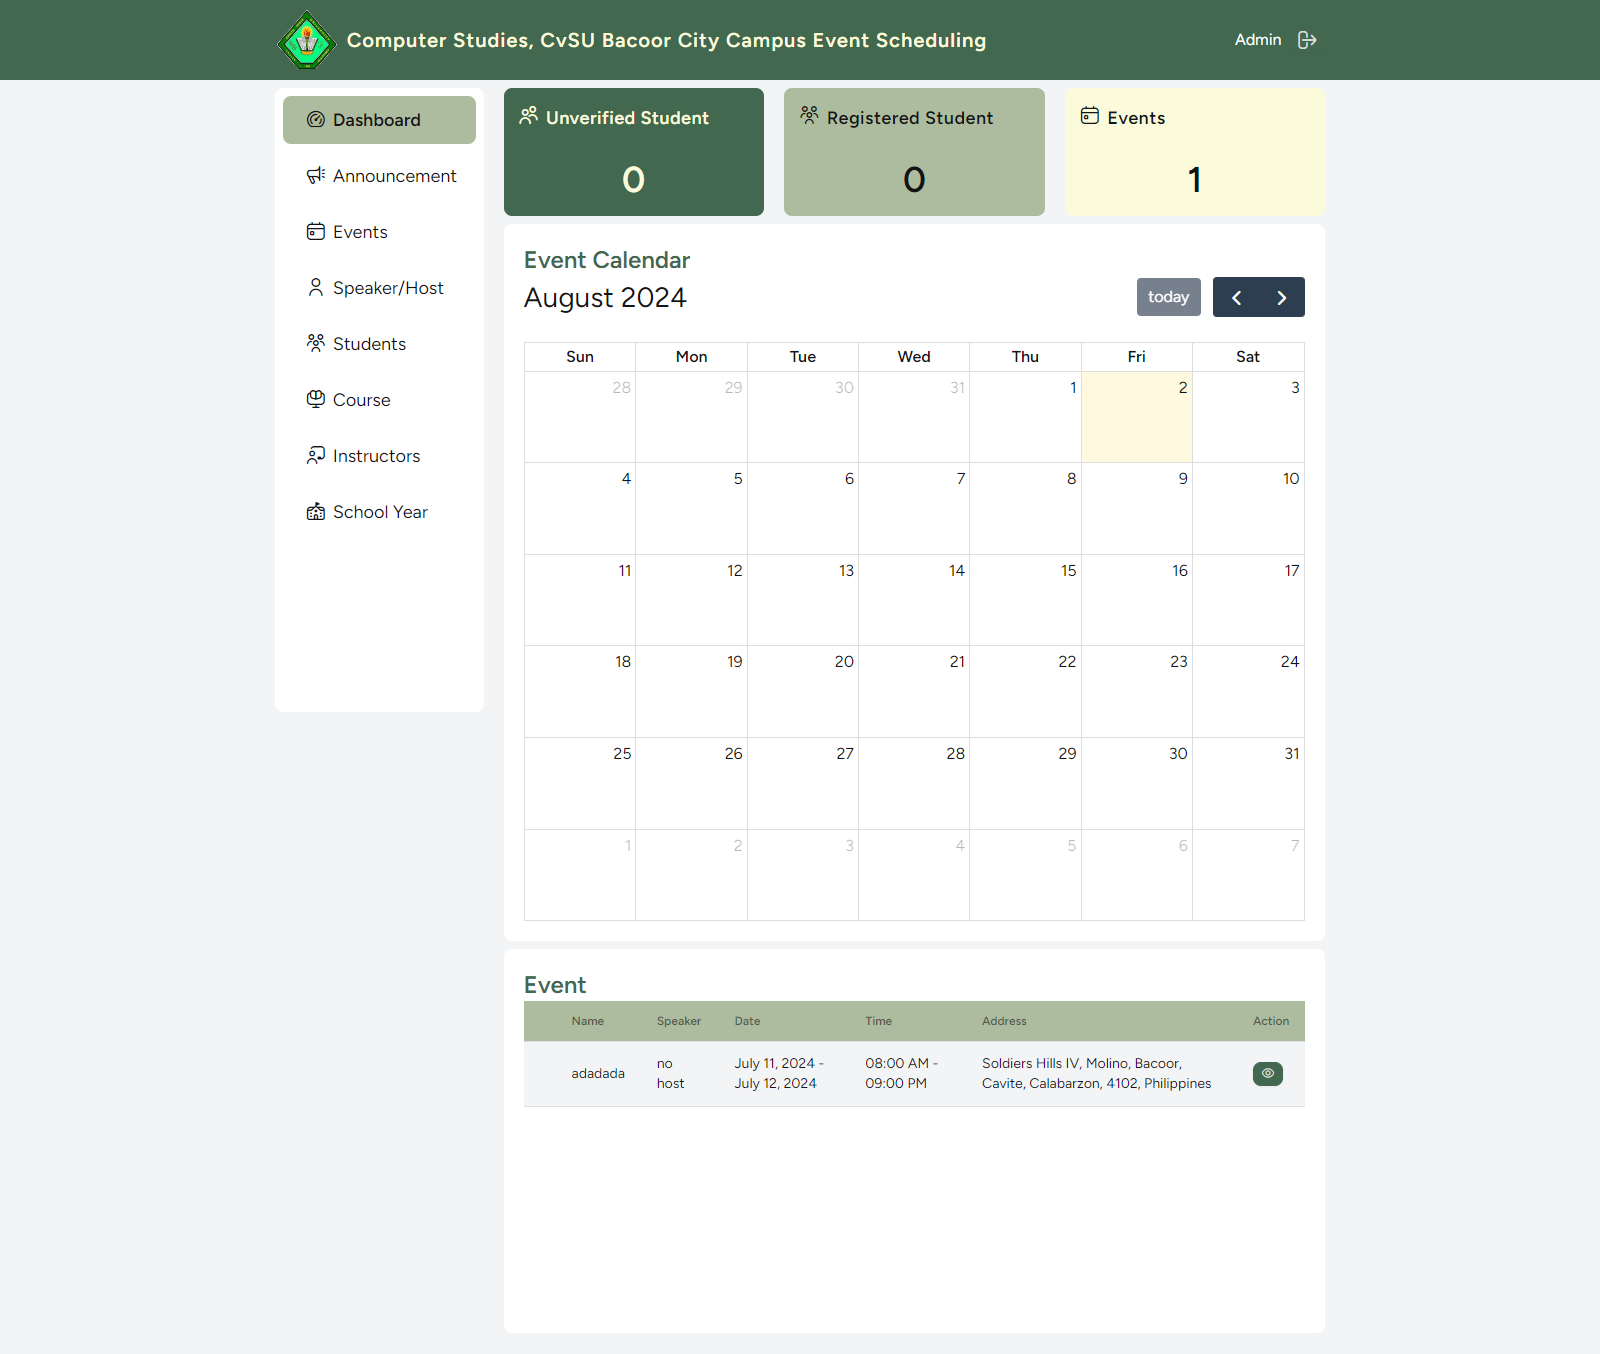 Computer Studies, CvSU Bacoor City Campus Event Scheduling
Admin
Dashboard
Announcement
Events
Speaker/Host
Students
Course
Instructors
School Year
Unverified Student
0
Registered Student
0
Events
1
Event Calendar
August 2024
today
Sun Mon Tue Wed Thu Fri Sat
28 29 30 31 1 2 3
4 5 6 7 8 9 10
11 12 13 14 15 16 17
18 19 20 21 22 23 24
25 26 27 28 29 30 31
1 2 3 4 5 6 7
Event
Name Speaker Date Time Address Action
adadada
no
host
July 11, 2024 -
July 12, 2024
08:00 AM -
09:00 PM
Soldiers Hills IV, Molino, Bacoor,
Cavite, Calabarzon, 4102, Philippines